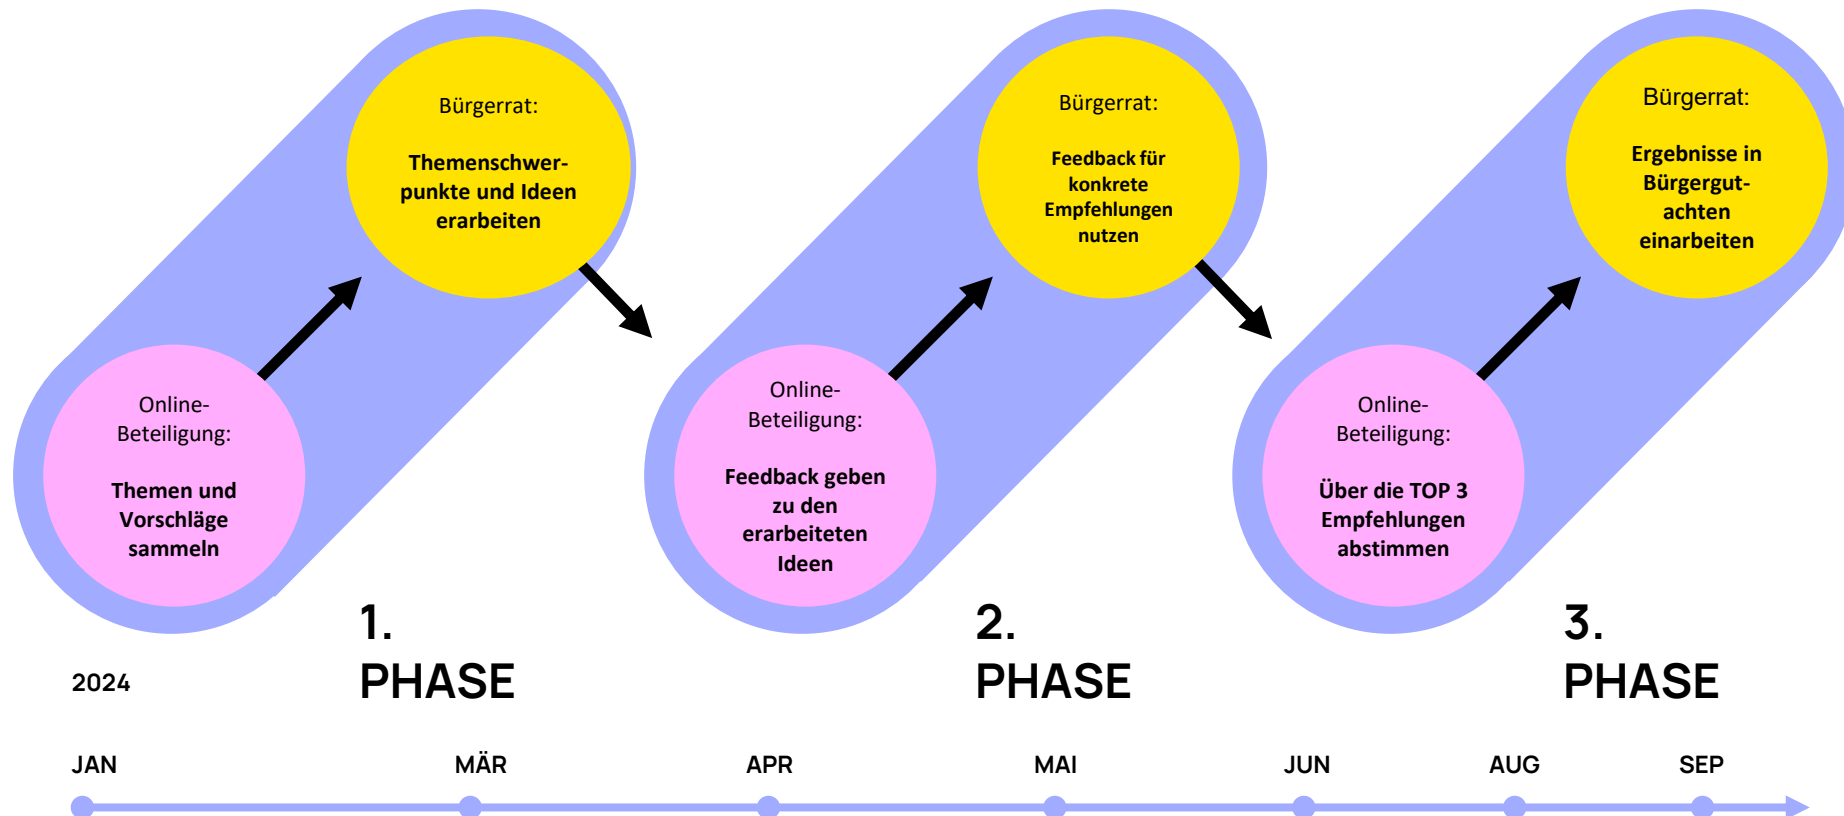 Bürgerrat:
Themenschwer-
punkte und Ideen
erarbeiten
Online-
Beteiligung:
Themen und
Vorschläge
sammeln
1.
PHASE
Bürgerrat:
Feedback für
konkrete
Empfehlungen
nutzen
Online-
Beteiligung:
Feedback geben
zu den
erarbeiteten
Ideen
2.
PHASE
Bürgerrat:
Ergebnisse in
Bürgergut-
achten
einarbeiten
Online-
Beteiligung:
Über die TOP 3
Empfehlungen
abstimmen
3.
PHASE
2024
JAN MÄR APR MAI JUN AUG SEP